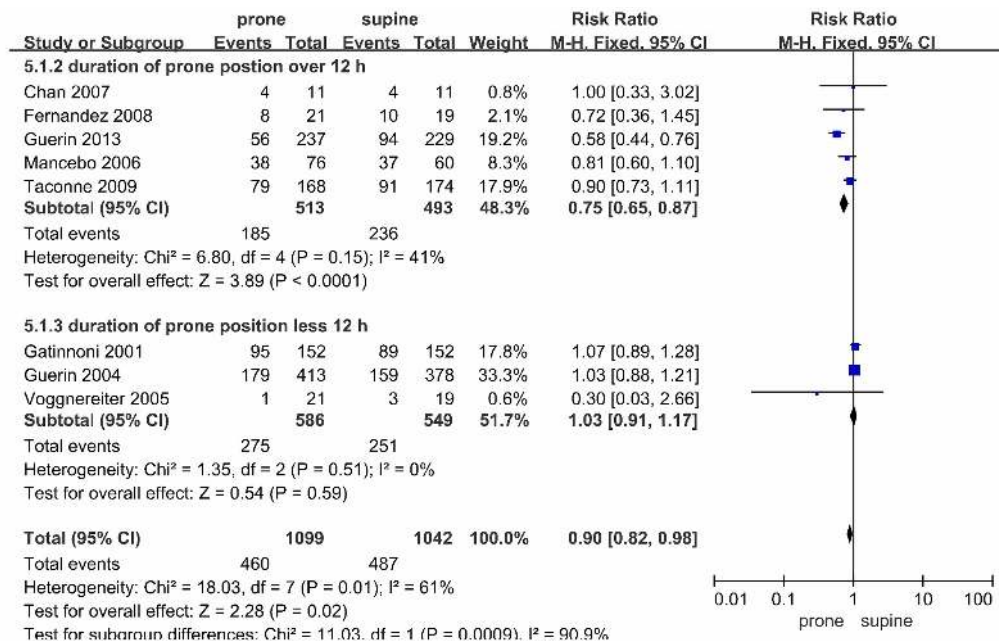 prone supine Risk Ratio Risk Ratio
Study or Subgroup Events Total Events Total Weight M-H. Fixed, 95% CI M-H. Fixed, 95% CI
5.1.2 duration of prone postion over 12 h
Chan 2007 4 11 4 11 0.8% 1.00 [0.33, 3.02]
Fernandez 2008 8 21 10 19 2.1% 0.72 [0.36, 1.45]
Guerin 2013 56 237 94 229 19.2% 0.58 [0.44, 0.76]
Mancebo 2006 38 76 37 60 8.3% 0.81 [0.60, 1.10]
Taconne 2009 79 168 91 174 17.9% 0.90 [0.73, 1.11]
Subtotal (95% CI) 513 493 48.3% 0.75 [0.65, 0.87]
Total events 185 236
Heterogeneity: Chi² = 6.80, df = 4 (P = 0.15); I² = 41%
Test for overall effect: Z = 3.89 (P < 0.0001)
5.1.3 duration of prone position less 12 h
Gatinnoni 2001 95 152 89 152 17.8% 1.07 [0.89, 1.28]
Guerin 2004 179 413 159 378 33.3% 1.03 [0.88, 1.21]
Voggnereiter 2005 1 21 3 19 0.6% 0.30 [0.03, 2.66]
Subtotal (95% CI) 586 549 51.7% 1.03 [0.91, 1.17]
Total events 275 251
Heterogeneity: Chi² = 1.35, df = 2 (P = 0.51); I² = 0%
Test for overall effect: Z = 0.54 (P = 0.59)
Total (95% CI) 1099 1042 100.0% 0.90 [0.82, 0.98]
Total events 460 487
Heterogeneity: Chi² = 18.03, df = 7 (P = 0.01); I² = 61%
Test for overall effect: Z = 2.28 (P = 0.02)
Test for subgroup differences: Chi² = 11.03, df = 1 (P = 0.0009), I² = 90.9%
0.01 0.1 1 10 100
prone supine